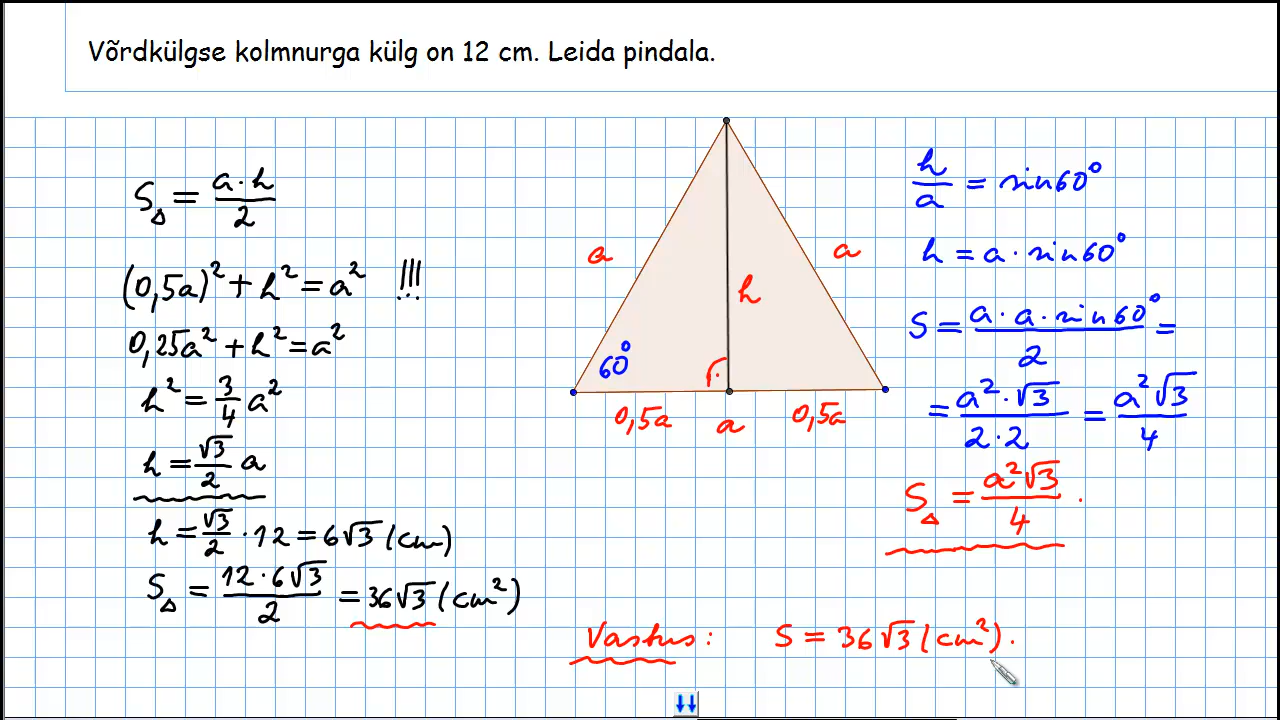 Võrdkülgse kolmnurga külg on 12 cm. Leida pindala.
S△ = a·h/2
(0,5a)² + h² = a² !!!
0,25a² + h² = a²
h² = 3/4 a²
h = √3/2 a
h = √3/2 · 12 = 6√3 (cm)
S△ = 12·6√3/2 = 36√3 (cm²)
a
a
h
60°
0,5a
a
0,5a
h/a = sin60°
h = a·sin60°
S = a·a·sin60°/2 =
= a²·√3/2·2 = a²√3/4
S△ = a²√3/4 .
Vastus: S = 36√3 (cm²).